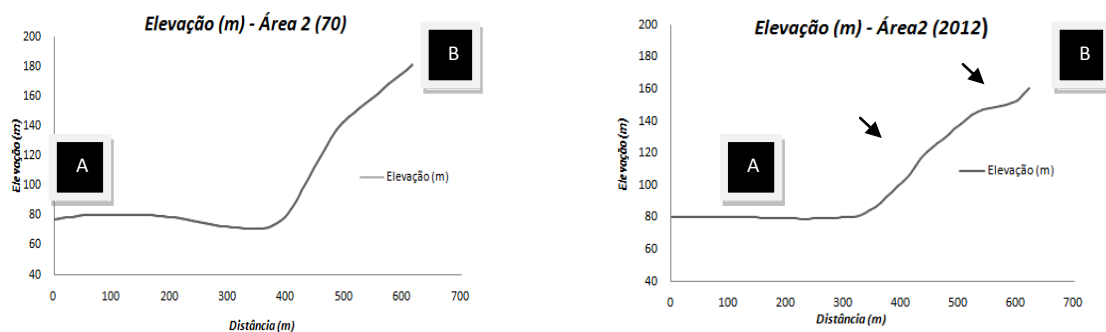 Elevação (m) - Área 2 (70)
200
180
160
140
120
100
80
60
40
Elevação (m)
A
B
Elevação (m)
0 100 200 300 400 500 600 700
Distância (m)
Elevação (m) - Área2 (2012)
200
180
160
140
120
100
80
60
40
Elevação (m)
A
B
Elevação (m)
0 100 200 300 400 500 600 700
Distância (m)